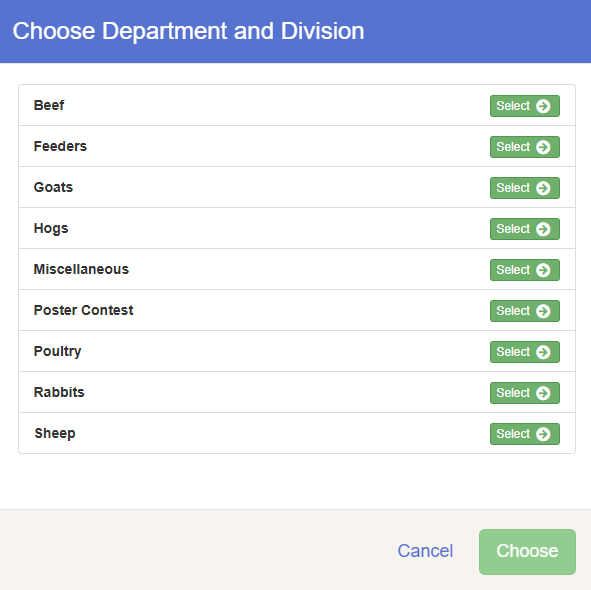 Choose Department and Division
Beef Select
Feeders Select
Goats Select
Hogs Select
Miscellaneous Select
Poster Contest Select
Poultry Select
Rabbits Select
Sheep Select
Cancel Choose